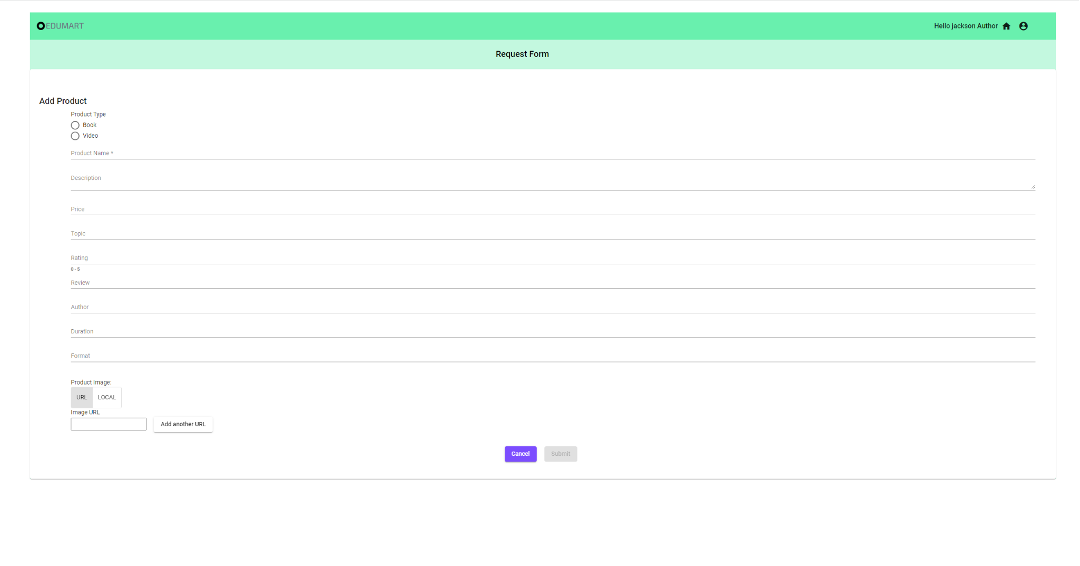 EDUMART
Hello jackson Author
Request Form
Add Product
Product Type
Book
Video
Product Name *
Description
Price
Topic
Rating
0 - 5
Review
Author
Duration
Format
Product Image:
URL LOCAL
Image URL
Add another URL
Cancel Submit